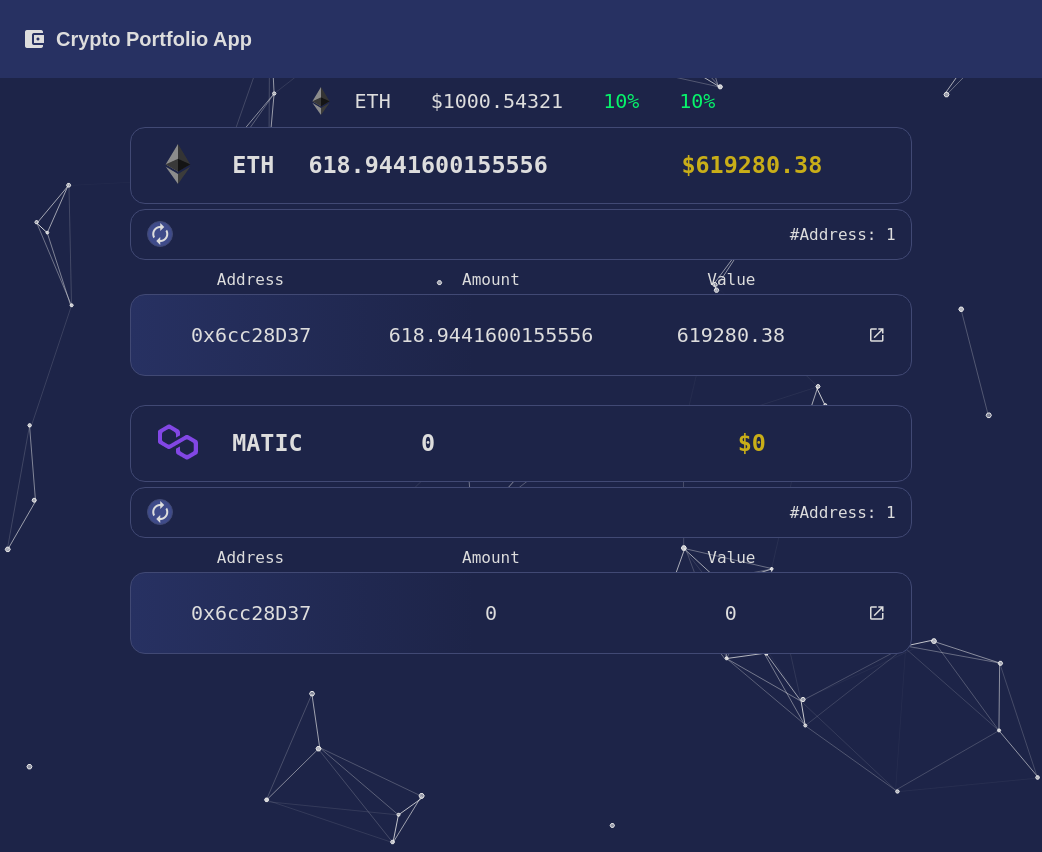 Crypto Portfolio App
ETH $1000.54321 10% 10%
ETH 618.9441600155556 $619280.38
#Address: 1
Address Amount Value
0x6cc28D37 618.9441600155556 619280.38
MATIC 0 $0
#Address: 1
Address Amount Value
0x6cc28D37 0 0